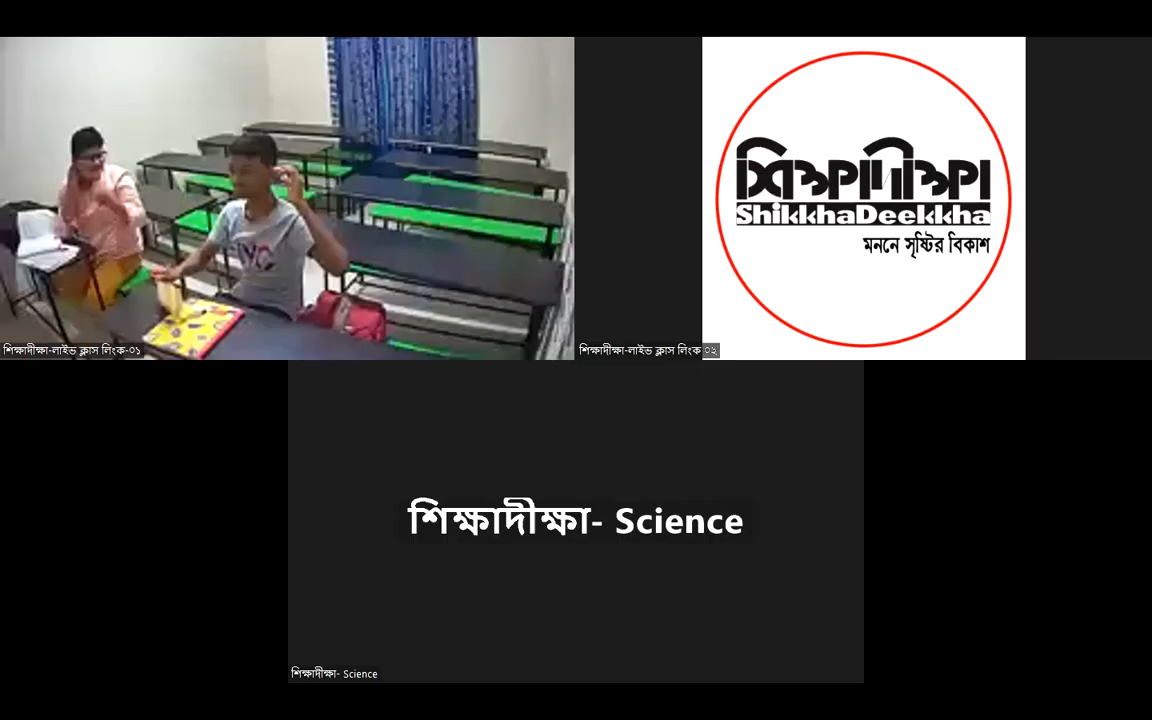 শিক্ষাদীক্ষা-লাইভ ক্লাস লিংক-০১
শিক্ষাদীক্ষা
ShikkhaDeekkha
মননে সৃষ্টির বিকাশ
শিক্ষাদীক্ষা-লাইভ ক্লাস লিংক ০২
শিক্ষাদীক্ষা- Science
শিক্ষাদীক্ষা- Science